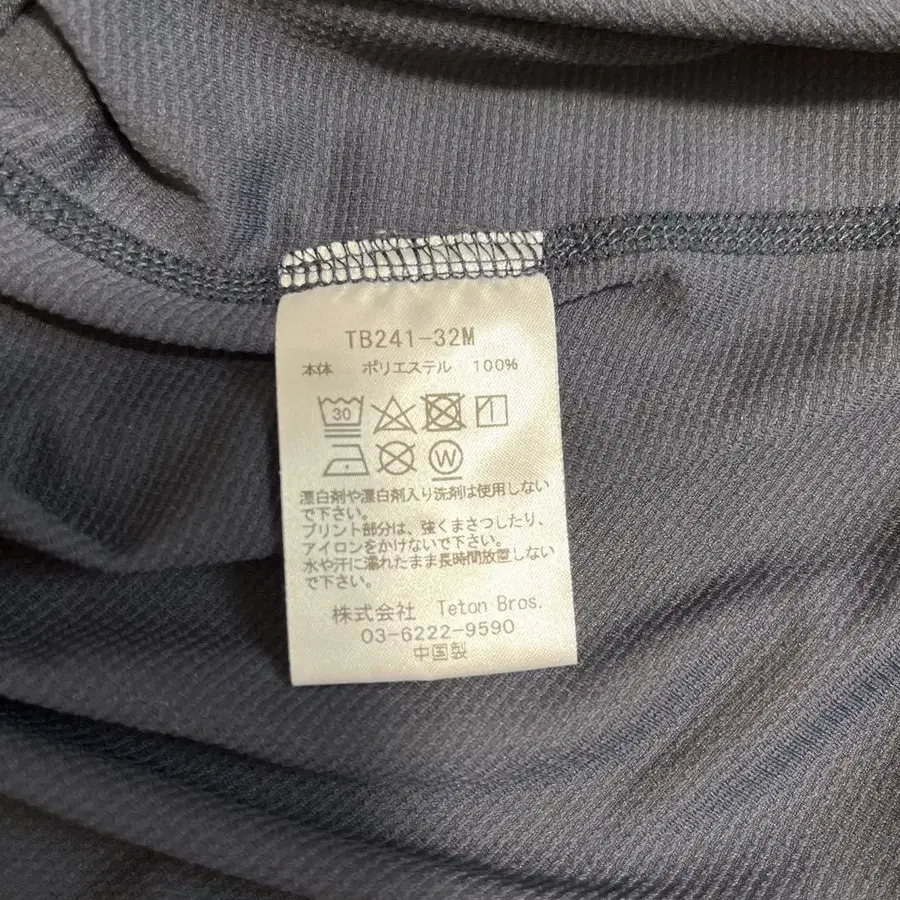 TB241-32M
本体 ポリエステル 100%
30
W
漂白剤や漂白剤入り洗剤は使用しない
で下さい。
プリント部分は、強くまさつしたり、
アイロンをかけないで下さい。
水や汗に濡れたまま長時間放置しない
で下さい。
株式会社 Teton Bros.
03-6222-9590
中国製